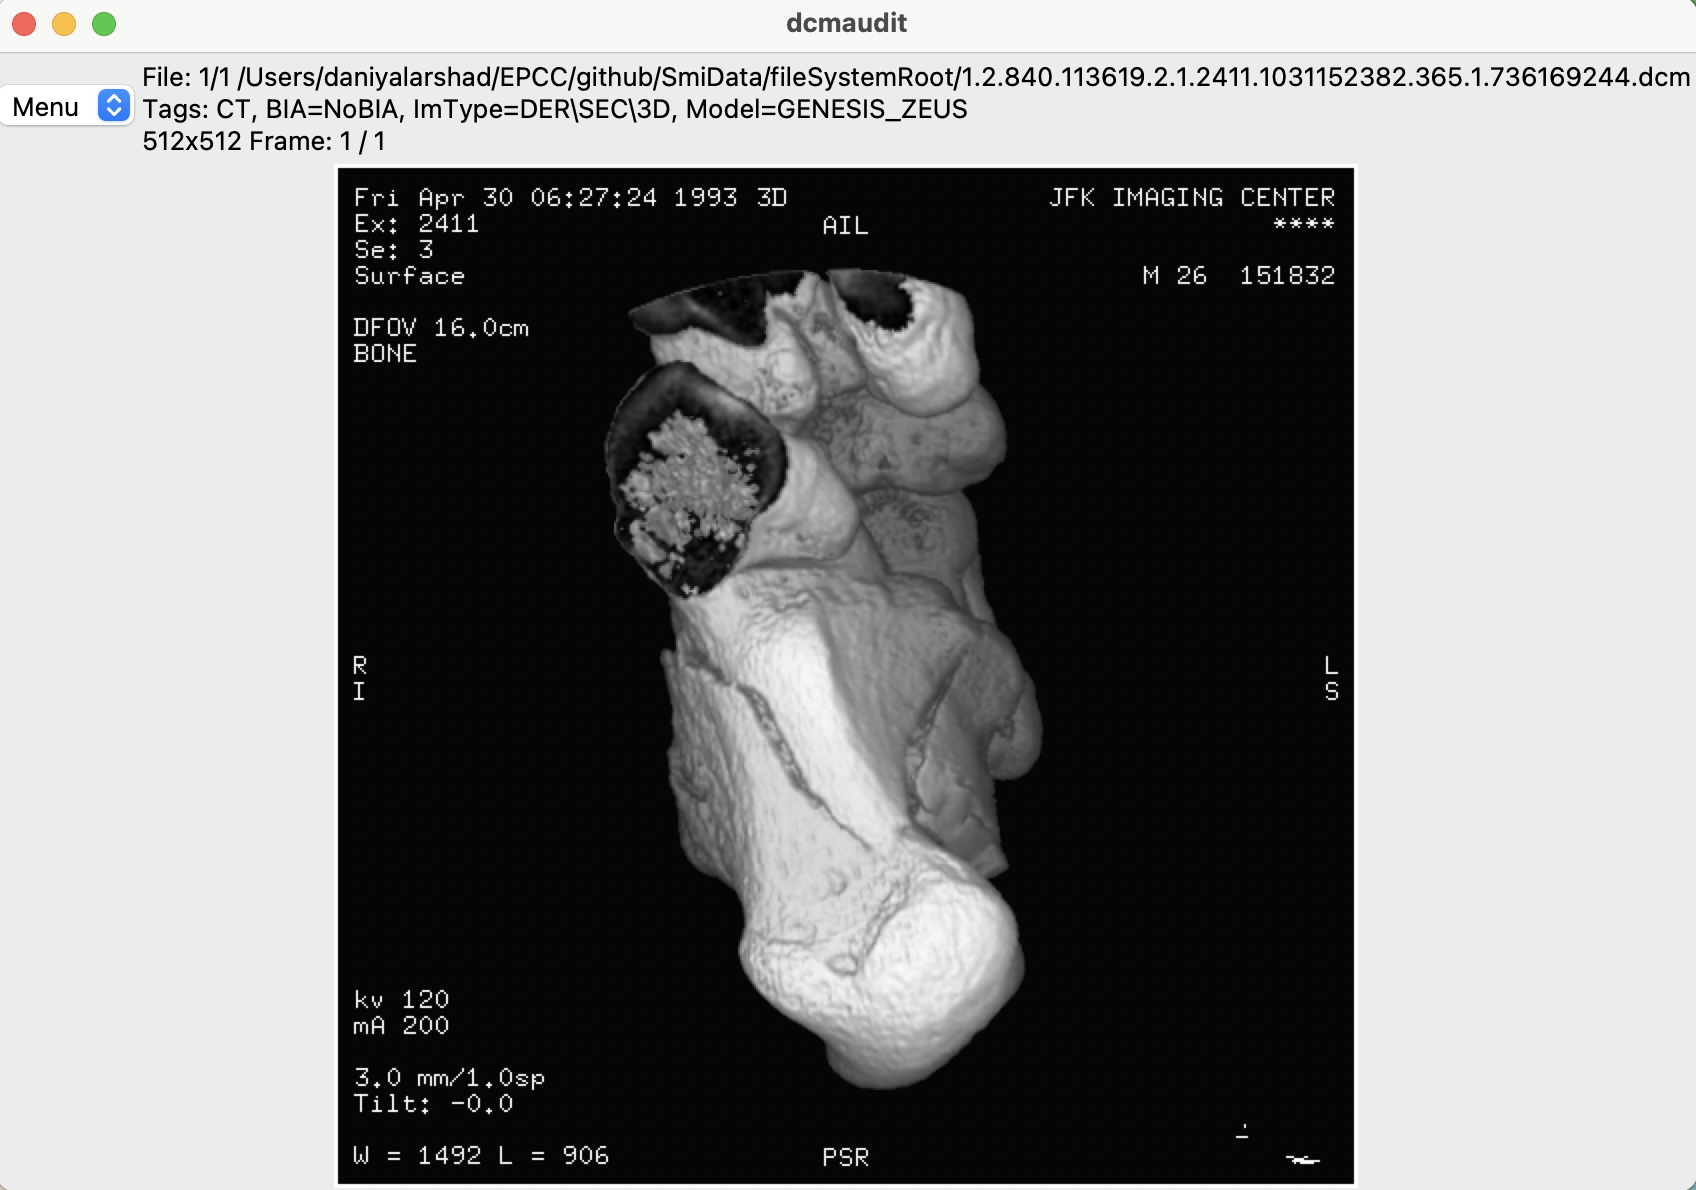 dcmaudit
Menu
File: 1/1 /Users/daniyalarshad/EPCC/github/SmiData/fileSystemRoot/1.2.840.113619.2.1.2411.1031152382.365.1.736169244.dcm
Tags: CT, BIA=NoBIA, ImType=DER\SEC\3D, Model=GENESIS_ZEUS
512x512 Frame: 1 / 1
Fri Apr 30 06:27:24 1993 3D
JFK IMAGING CENTER
Ex: 2411
AIL
****
Se: 3
Surface
M 26 151832
DFOV 16.0cm
BONE
R
I
L
S
kv 120
mA 200
3.0 mm/1.0sp
Tilt: -0.0
W = 1492 L = 906
PSR